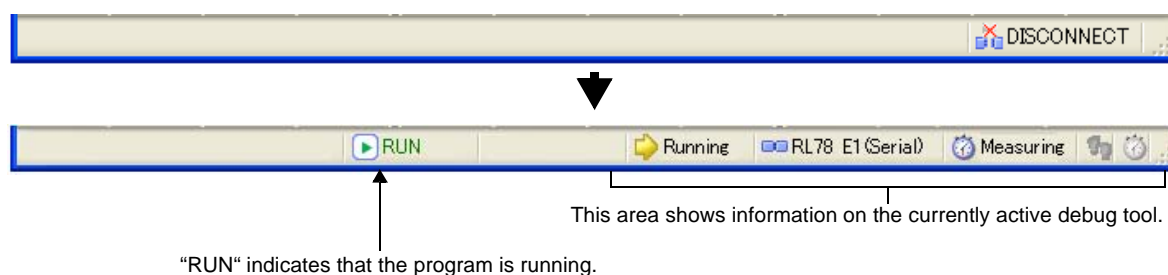 DISCONNECT
RUN
Running
RL78 E1(Serial)
Measuring
This area shows information on the currently active debug tool.
“RUN“ indicates that the program is running.